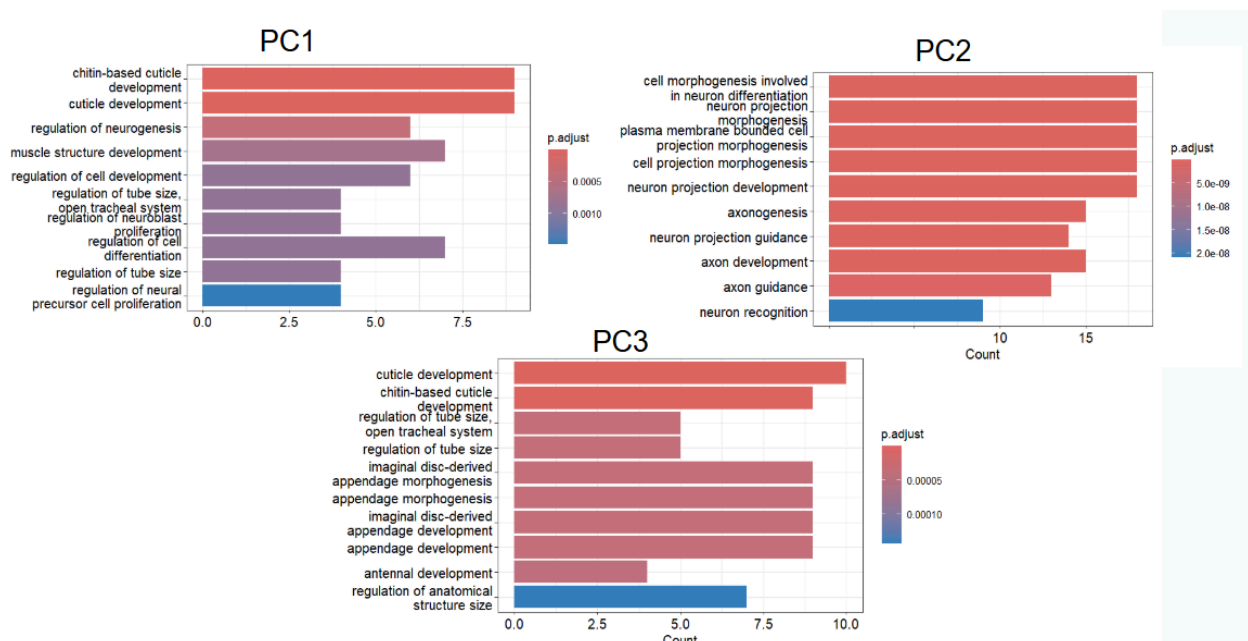 PC1
chitin-based cuticle
development
cuticle development
regulation of neurogenesis
muscle structure development
regulation of cell development
regulation of tube size,
open tracheal system
regulation of neuroblast
proliferation
regulation of cell
differentiation
regulation of tube size
regulation of neural
precursor cell proliferation
0.0
2.5
5.0
7.5
p.adjust
0.0005
0.0010
PC2
cell morphogenesis involved
in neuron differentiation
neuron projection
morphogenesis
plasma membrane bounded cell
projection morphogenesis
cell projection morphogenesis
neuron projection development
axonogenesis
neuron projection guidance
axon development
axon guidance
neuron recognition
10
15
Count
p.adjust
5.0e-09
1.0e-08
1.5e-08
2.0e-08
PC3
cuticle development
chitin-based cuticle
development
regulation of tube size,
open tracheal system
regulation of tube size
imaginal disc-derived
appendage morphogenesis
appendage morphogenesis
imaginal disc-derived
appendage development
appendage development
antennal development
regulation of anatomical
structure size
0.0
2.5
5.0
7.5
10.0
Count
p.adjust
0.00005
0.00010